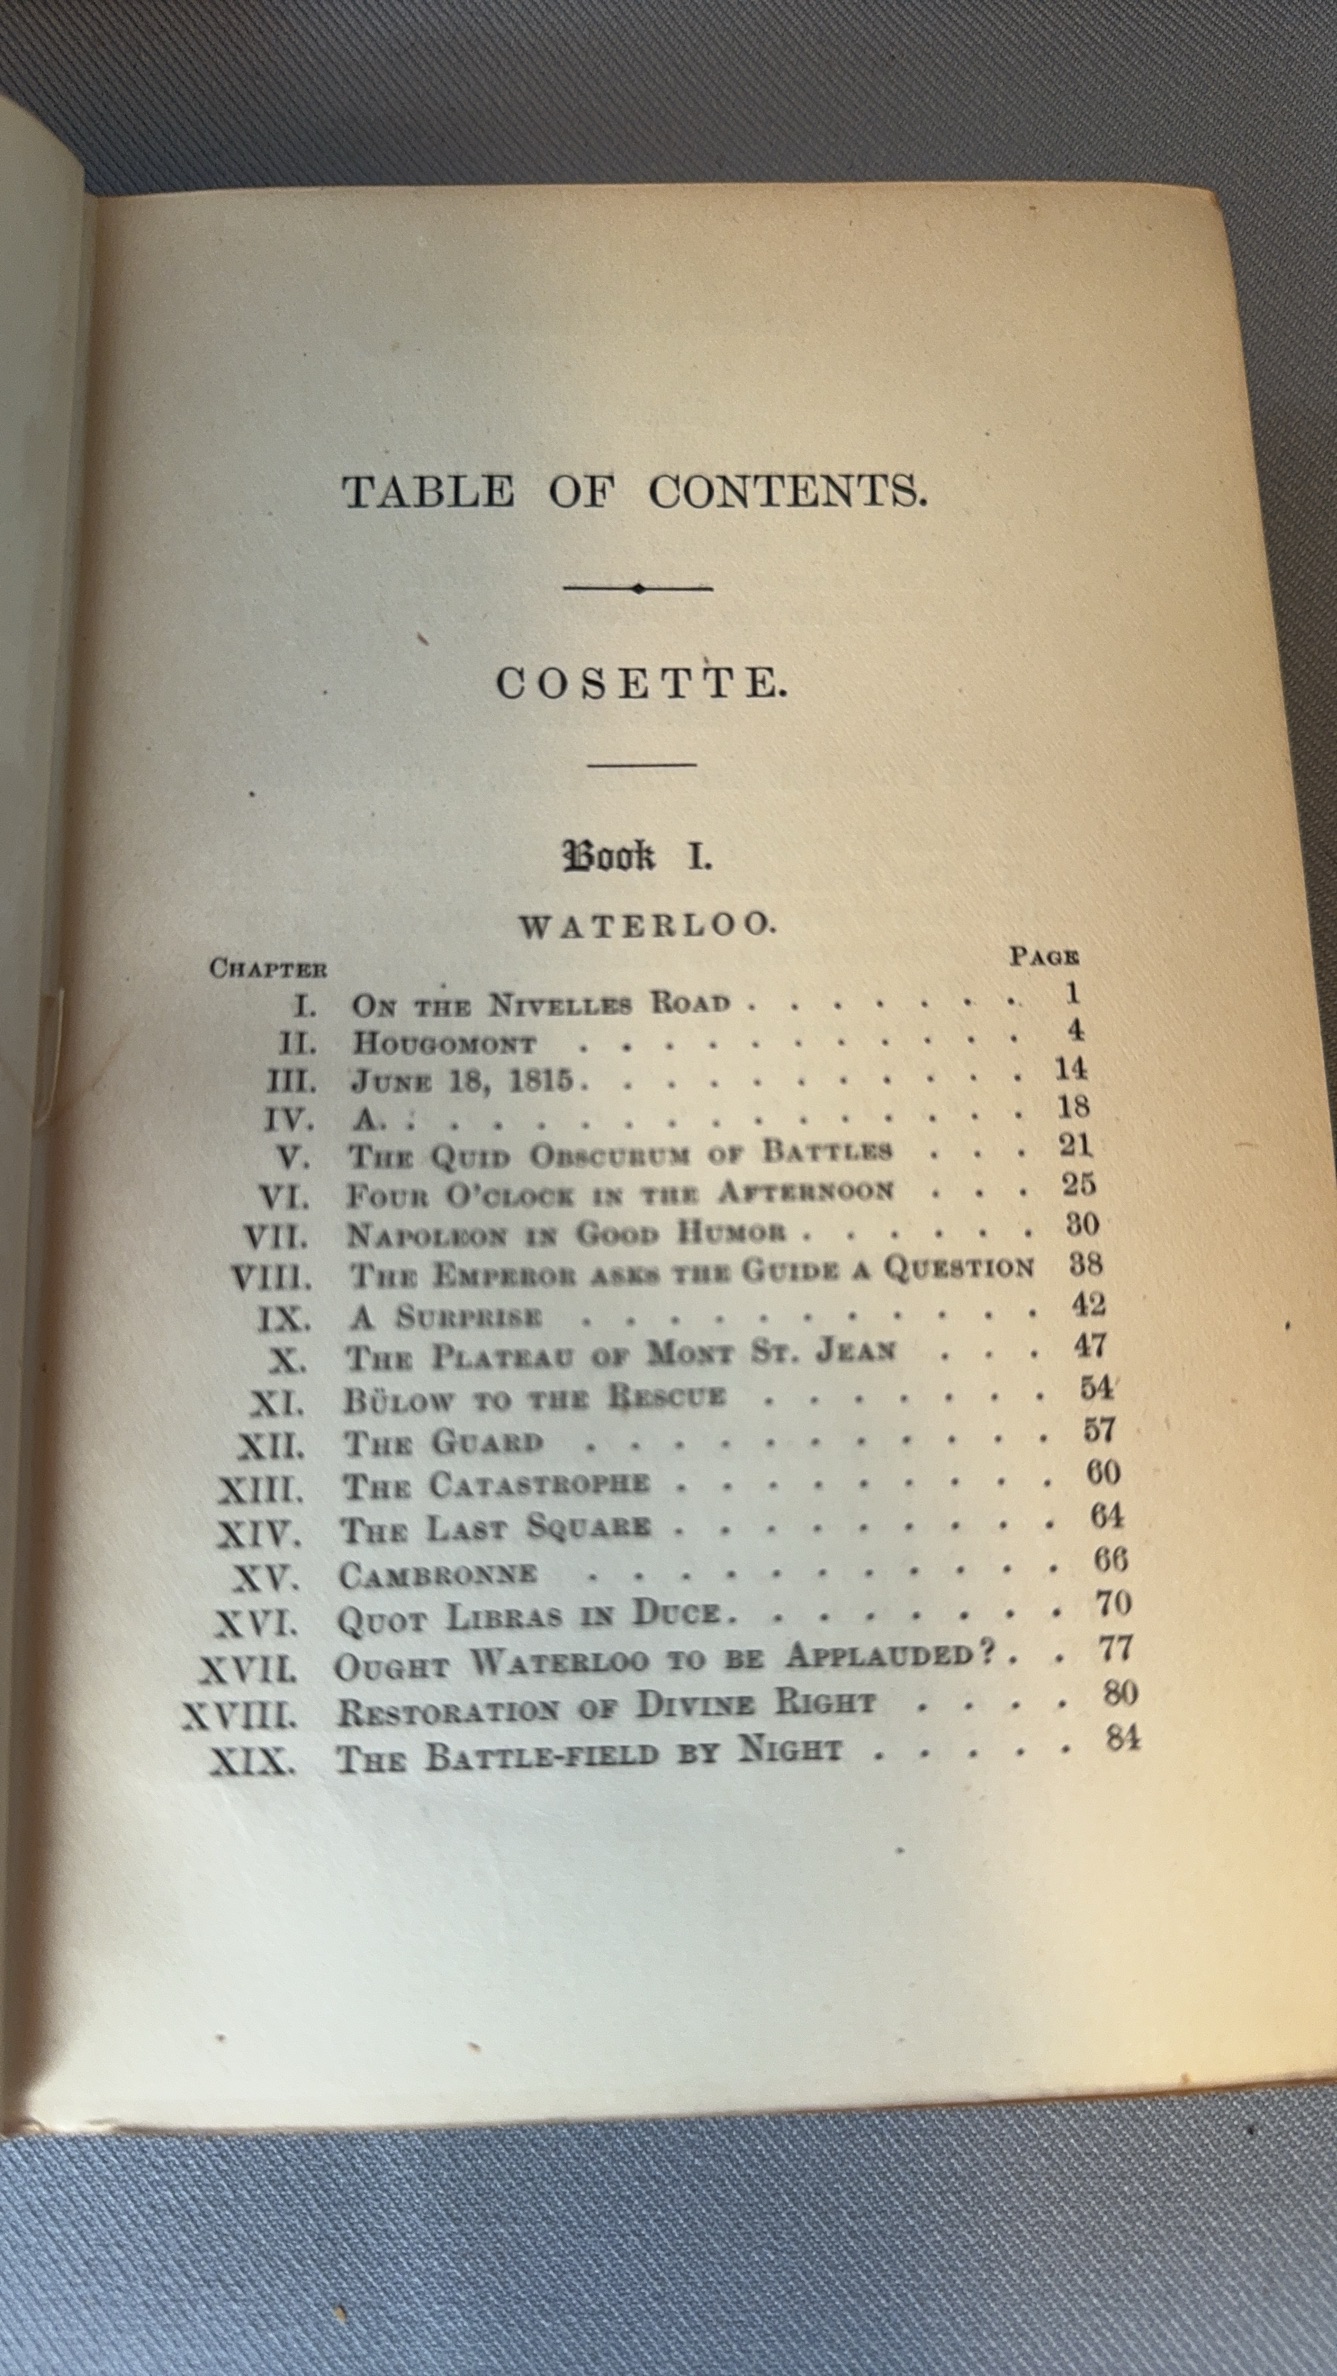 TABLE OF CONTENTS.
COSETTE.
Book I.
WATERLOO.
CHAPTER PAGE
I. ON THE NIVELLES ROAD . . . . . . . 1
II. HOUGOMONT . . . . . . . . . . . 4
III. JUNE 18, 1815. . . . . . . . . . . . 14
IV. A. . . . . . . . . . . . . . . . 18
V. THE QUID OBSCURUM OF BATTLES . . . 21
VI. FOUR O'CLOCK IN THE AFTERNOON . . . 25
VII. NAPOLEON IN GOOD HUMOR . . . . . . 30
VIII. THE EMPEROR ASKS THE GUIDE A QUESTION 38
IX. A SURPRISE . . . . . . . . . . . 42
X. THE PLATEAU OF MONT ST. JEAN . . . 47
XI. BÜLOW TO THE RESCUE . . . . . . . 54
XII. THE GUARD . . . . . . . . . . . 57
XIII. THE CATASTROPHE . . . . . . . . . 60
XIV. THE LAST SQUARE . . . . . . . . . 64
XV. CAMBRONNE . . . . . . . . . . . 66
XVI. QUOT LIBRAS IN DUCE. . . . . . . . 70
XVII. OUGHT WATERLOO TO BE APPLAUDED? . . 77
XVIII. RESTORATION OF DIVINE RIGHT . . . . 80
XIX. THE BATTLE-FIELD BY NIGHT . . . . . 84